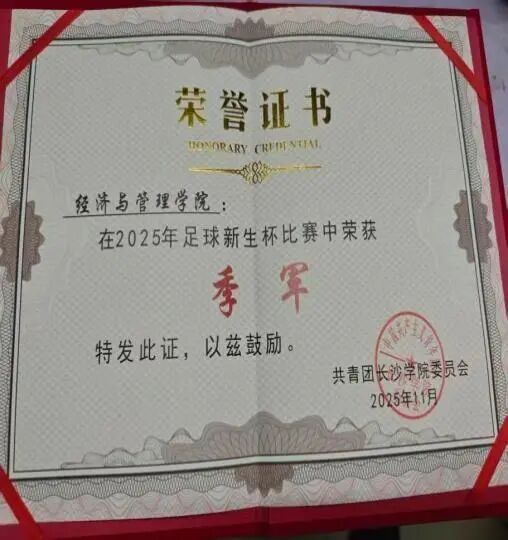 荣誉证书
HONORARY CREDENTIAL
经济与管理学院：
在2025年足球新生杯比赛中荣获
季军
特发此证，以兹鼓励。
共青团长沙学院委员会
2025年11月